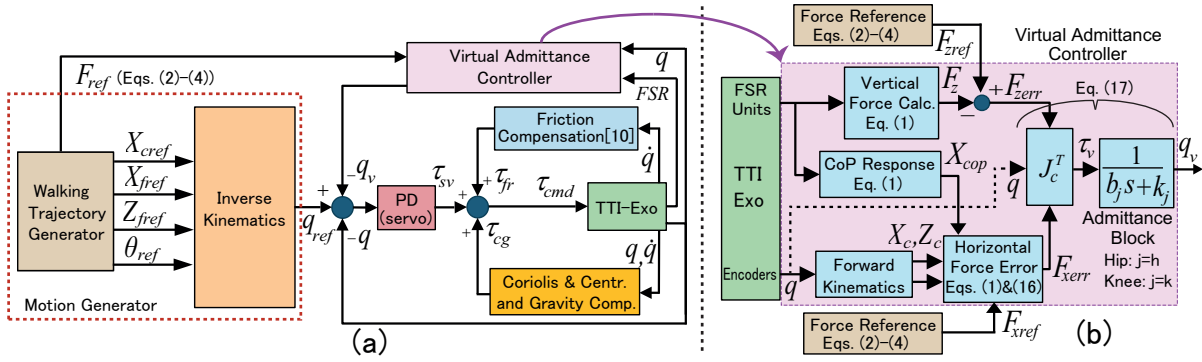 F_ref (Eqs. (2)−(4))
Virtual Admittance
Controller
q
FSR
Friction
Compensation[10]
q̇
X_cref
X_fref
Z_fref
θ_ref
Walking
Trajectory
Generator
Inverse
Kinematics
Motion Generator
+
q_ref
−q_v
−q
PD
(servo)
τ_sv
+
+
+
τ_fr
τ_cg
τ_cmd
TTI-Exo
q,q̇
Coriolis & Centr.
and Gravity Comp.
(a)
Force Reference
Eqs. (2)−(4)
F_zref
Virtual Admittance
Controller
FSR
Units
TTI
Exo
Encoders
Vertical
Force Calc.
Eq. (1)
F_z
−
+
F_zerr
Eq. (17)
CoP Response
Eq. (1)
X_cop
q
J_c^T
τ_v
1
b_j s+k_j
q_v
Admittance
Block
Hip: j=h
Knee: j=k
q
Forward
Kinematics
X_c,Z_c
Horizontal
Force Error
Eqs. (1)&(16)
F_xerr
Force Reference
Eqs. (2)−(4)
F_xref
(b)